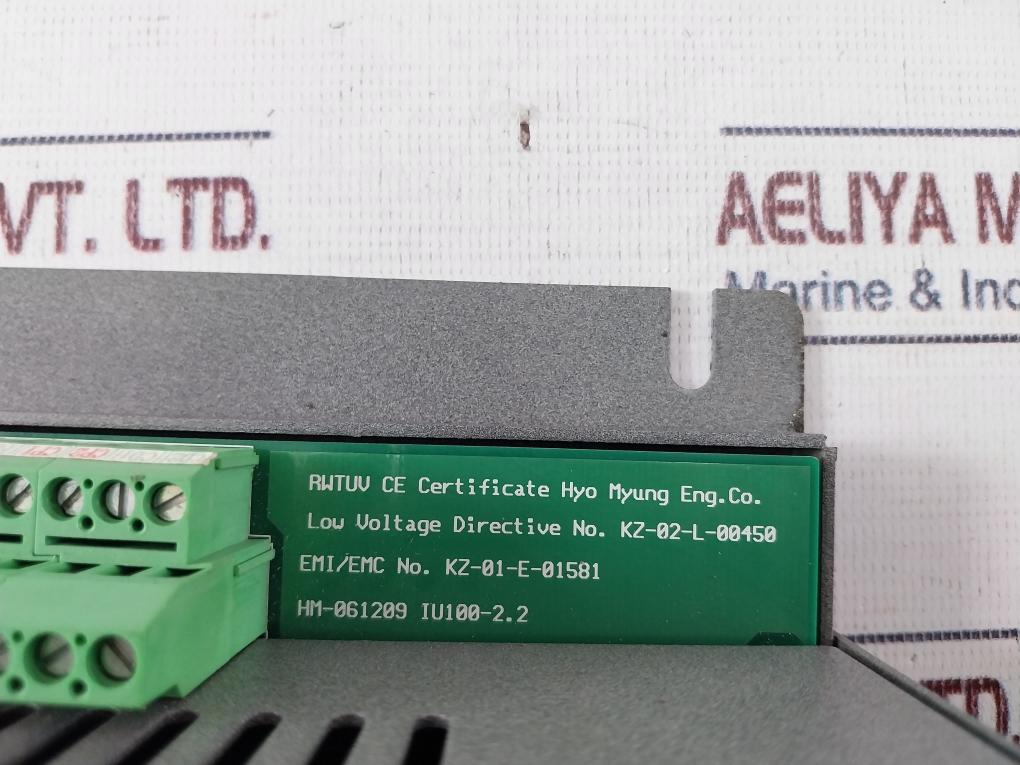 VT. LTD.
AELIYA M
Marine & Ind
RWTUV CE Certificate Hyo Myung Eng.Co.
Low Voltage Directive No. KZ-02-L-00450
EMI/EMC No. KZ-01-E-01581
HM-061209 IU100-2.2
LTD.